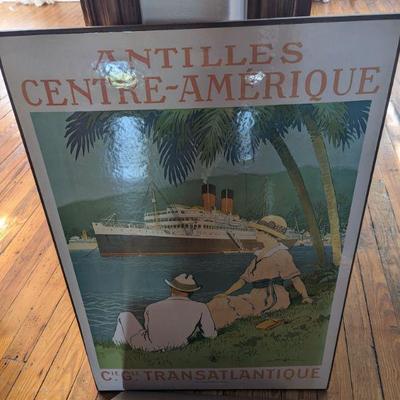 ANTILLES
CENTRE-AMÉRIQUE
CIE. GLE TRANSATLANTIQUE